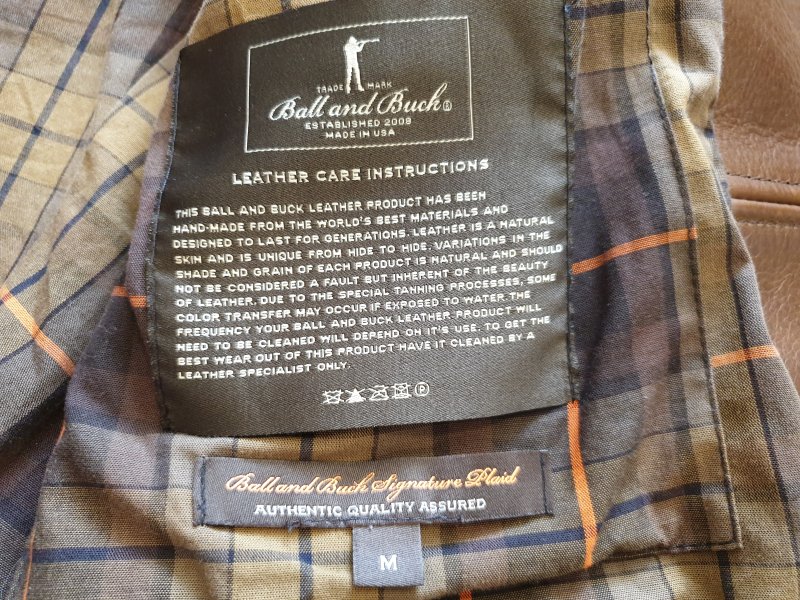 TRADE MARK
Ball and Buck®
ESTABLISHED 2009
MADE IN USA
LEATHER CARE INSTRUCTIONS
THIS BALL AND BUCK LEATHER PRODUCT HAS BEEN
HAND-MADE FROM THE WORLD'S BEST MATERIALS AND
DESIGNED TO LAST FOR GENERATIONS. LEATHER IS A NATURAL
SKIN AND IS UNIQUE FROM HIDE TO HIDE. VARIATIONS IN THE
SHADE AND GRAIN OF EACH PRODUCT IS NATURAL AND SHOULD
NOT BE CONSIDERED A FAULT BUT INHERENT OF THE BEAUTY
OF LEATHER. DUE TO THE SPECIAL TANNING PROCESSES, SOME
COLOR TRANSFER MAY OCCUR IF EXPOSED TO WATER. THE
FREQUENCY YOUR BALL AND BUCK LEATHER PRODUCT WILL
NEED TO BE CLEANED WILL DEPEND ON IT'S USE. TO GET THE
BEST WEAR OUT OF THIS PRODUCT HAVE IT CLEANED BY A
LEATHER SPECIALIST ONLY.
Ball and Buck Signature Plaid
AUTHENTIC QUALITY ASSURED
M